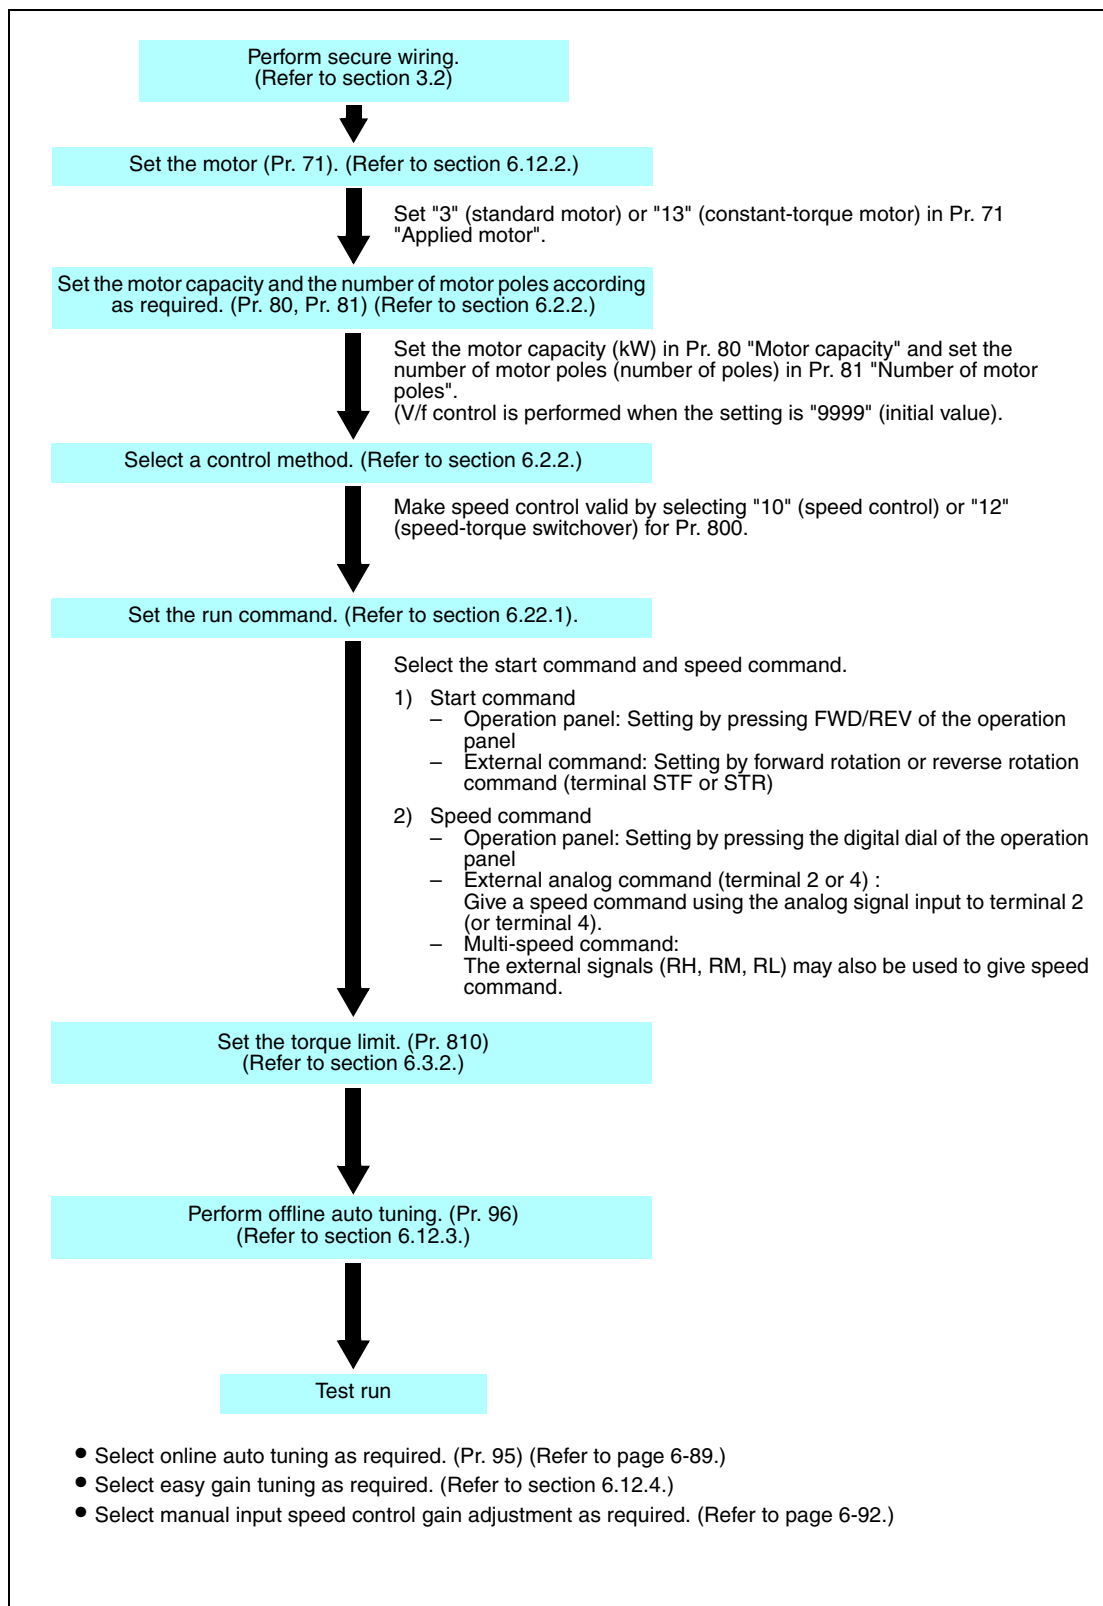 Perform secure wiring.
(Refer to section 3.2)
Set the motor (Pr. 71). (Refer to section 6.12.2.)
Set "3" (standard motor) or "13" (constant-torque motor) in Pr. 71
"Applied motor".
Set the motor capacity and the number of motor poles according
as required. (Pr. 80, Pr. 81) (Refer to section 6.2.2.)
Set the motor capacity (kW) in Pr. 80 "Motor capacity" and set the
number of motor poles (number of poles) in Pr. 81 "Number of motor
poles".
(V/f control is performed when the setting is "9999" (initial value).
Select a control method. (Refer to section 6.2.2.)
Make speed control valid by selecting "10" (speed control) or "12"
(speed-torque switchover) for Pr. 800.
Set the run command. (Refer to section 6.22.1).
Select the start command and speed command.
1) Start command
– Operation panel: Setting by pressing FWD/REV of the operation
panel
– External command: Setting by forward rotation or reverse rotation
command (terminal STF or STR)
2) Speed command
– Operation panel: Setting by pressing the digital dial of the operation
panel
– External analog command (terminal 2 or 4) :
Give a speed command using the analog signal input to terminal 2
(or terminal 4).
– Multi-speed command:
The external signals (RH, RM, RL) may also be used to give speed
command.
Set the torque limit. (Pr. 810)
(Refer to section 6.3.2.)
Perform offline auto tuning. (Pr. 96)
(Refer to section 6.12.3.)
Test run
● Select online auto tuning as required. (Pr. 95) (Refer to page 6-89.)
● Select easy gain tuning as required. (Refer to section 6.12.4.)
● Select manual input speed control gain adjustment as required. (Refer to page 6-92.)